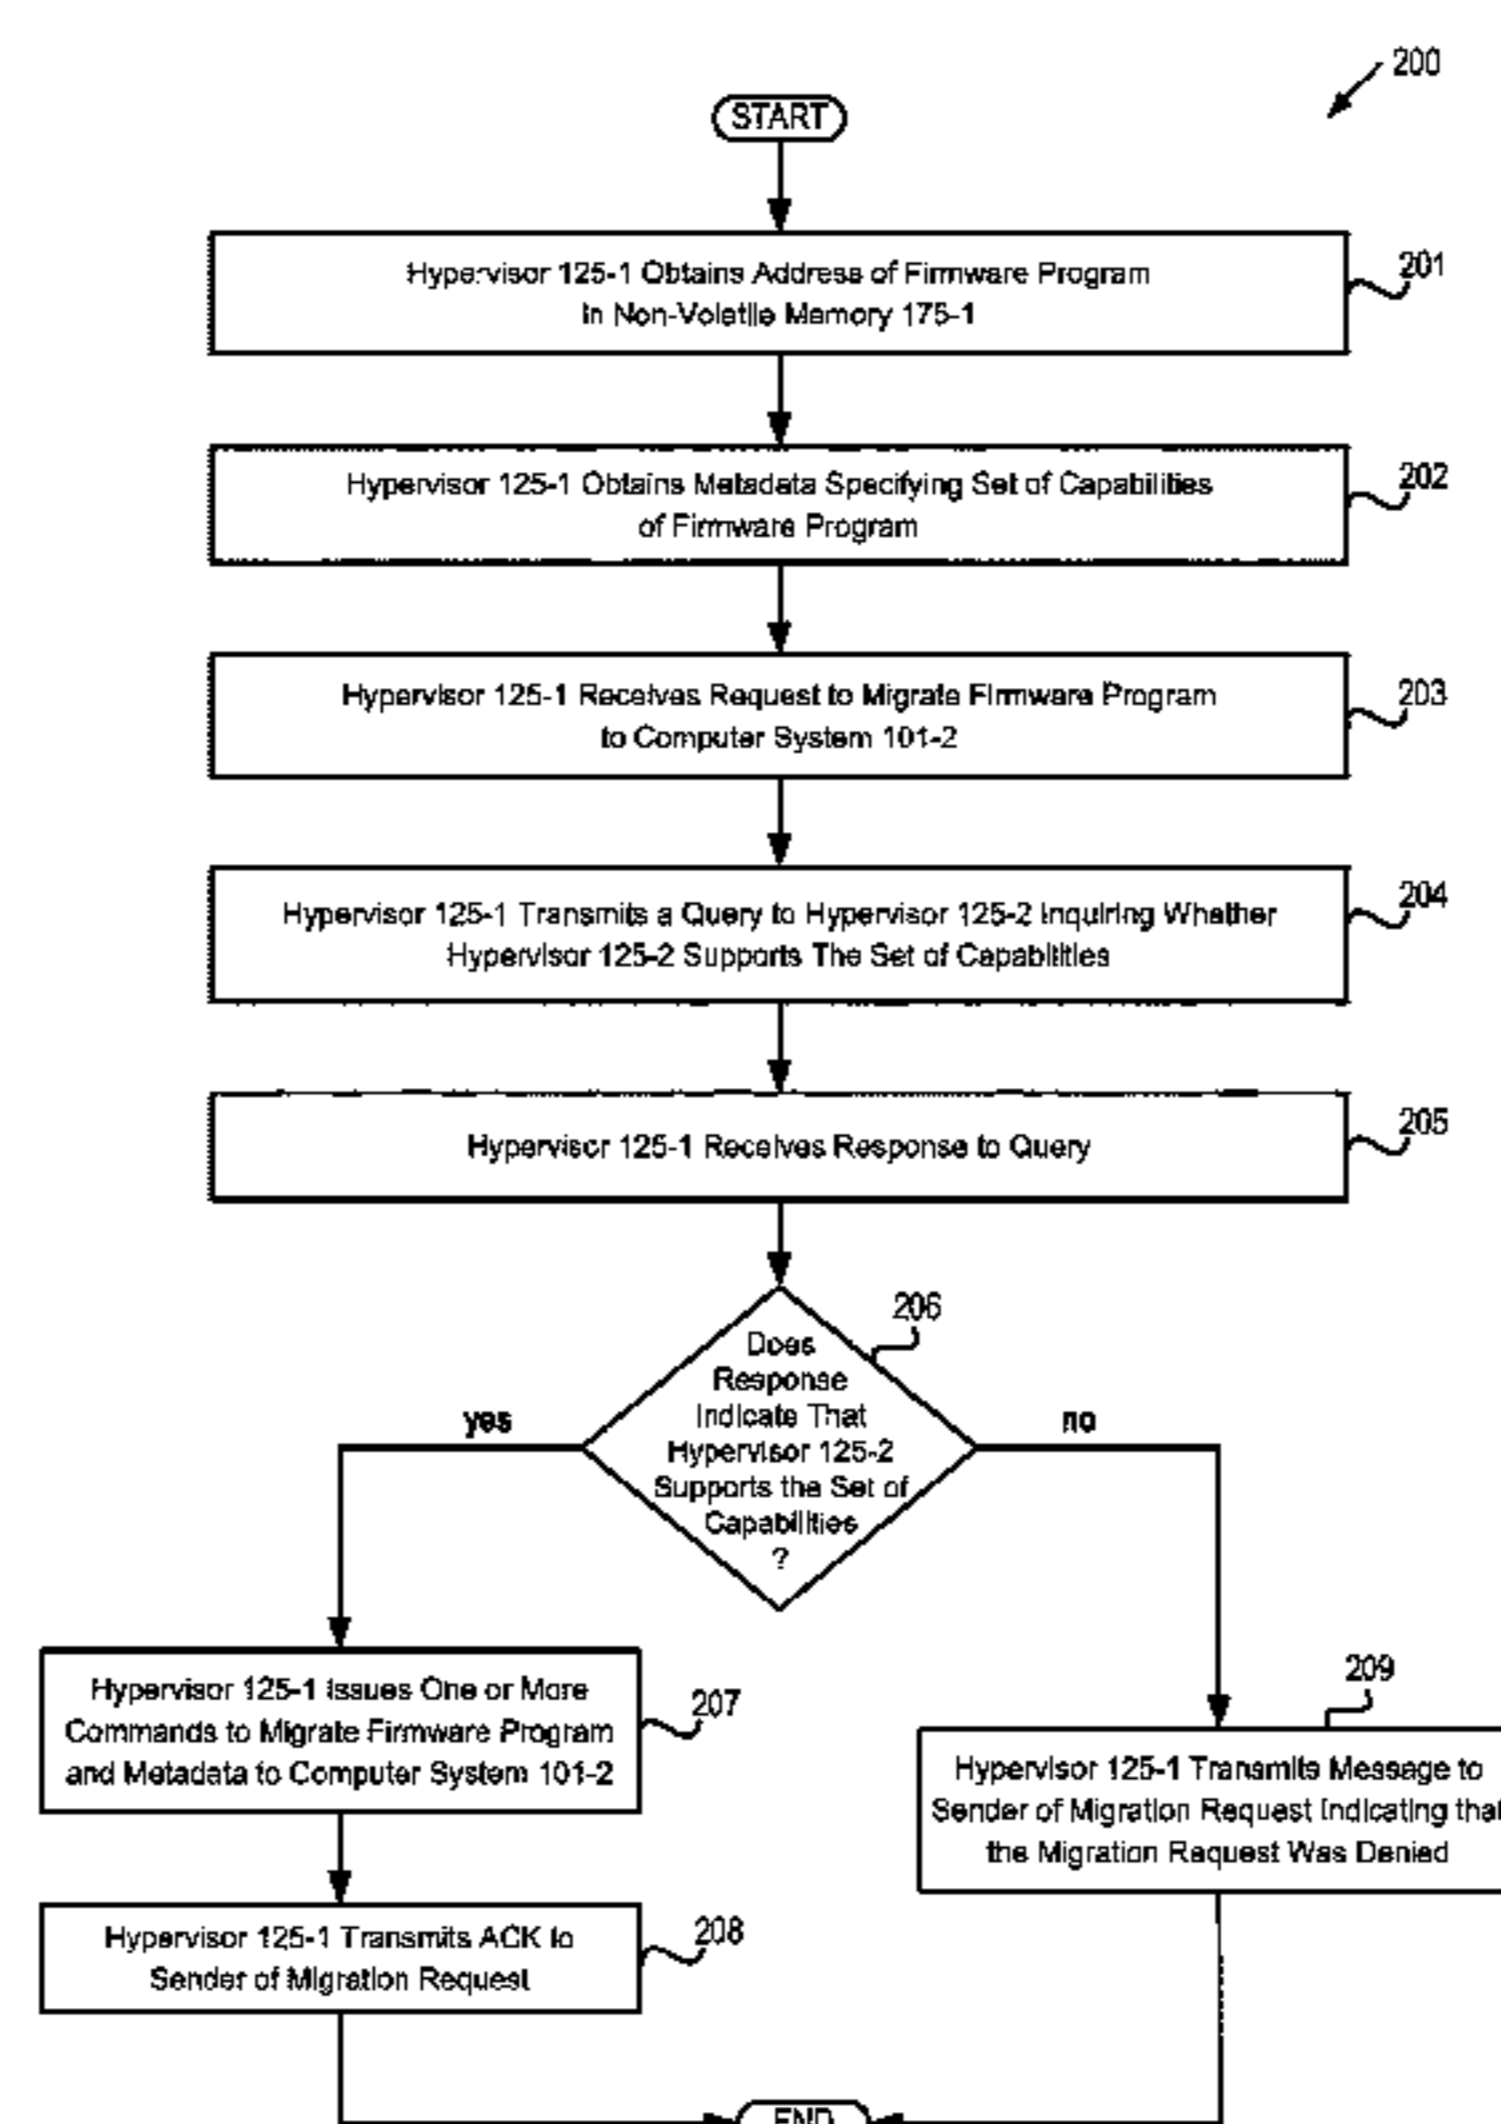 200
START
Hypervisor 125-1 Obtains Address of Firmware Program
in Non-Volatile Memory 175-1
201
Hypervisor 125-1 Obtains Metadata Specifying Set of Capabilities
of Firmware Program
202
Hypervisor 125-1 Receives Request to Migrate Firmware Program
to Computer System 101-2
203
Hypervisor 125-1 Transmits a Query to Hypervisor 125-2 Inquiring Whether
Hypervisor 125-2 Supports The Set of Capabilities
204
Hypervisor 125-1 Receives Response to Query
205
206
Does
Response
Indicate That
Hypervisor 125-2
Supports the Set of
Capabilities
?
yes
no
Hypervisor 125-1 Issues One or More
Commands to Migrate Firmware Program
and Metadata to Computer System 101-2
207
209
Hypervisor 125-1 Transmits Message to
Sender of Migration Request Indicating that
the Migration Request Was Denied
Hypervisor 125-1 Transmits ACK to
Sender of Migration Request
208
END